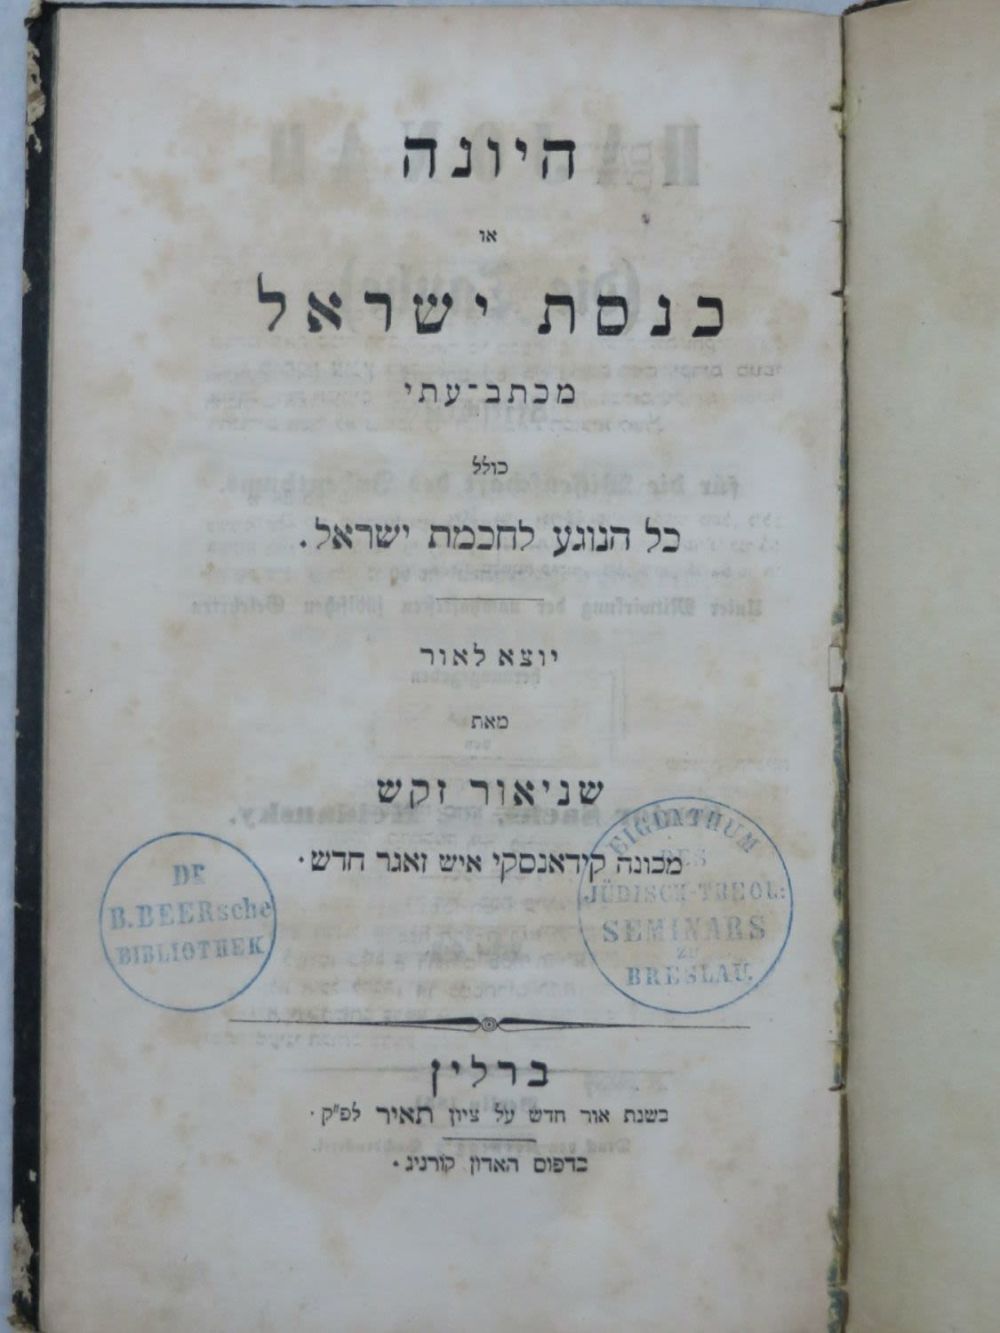 היונה
או
כנסת ישראל
מכתב־עתי
כולל
כל הנוגע לחכמת ישראל.
יוצא לאור
מאת
שניאור זקש
מכונה קידאנסקי איש זאגר חדש.
DR
B. BEERsche
BIBLIOTHEK
EIGENTHUM
DES
JÜDISCH-THEOL:
SEMINARS
zu
BRESLAU.
ברלין
בשנת אור חדש על ציון תאיר לפ"ק.
בדפוס האדון קורניג.